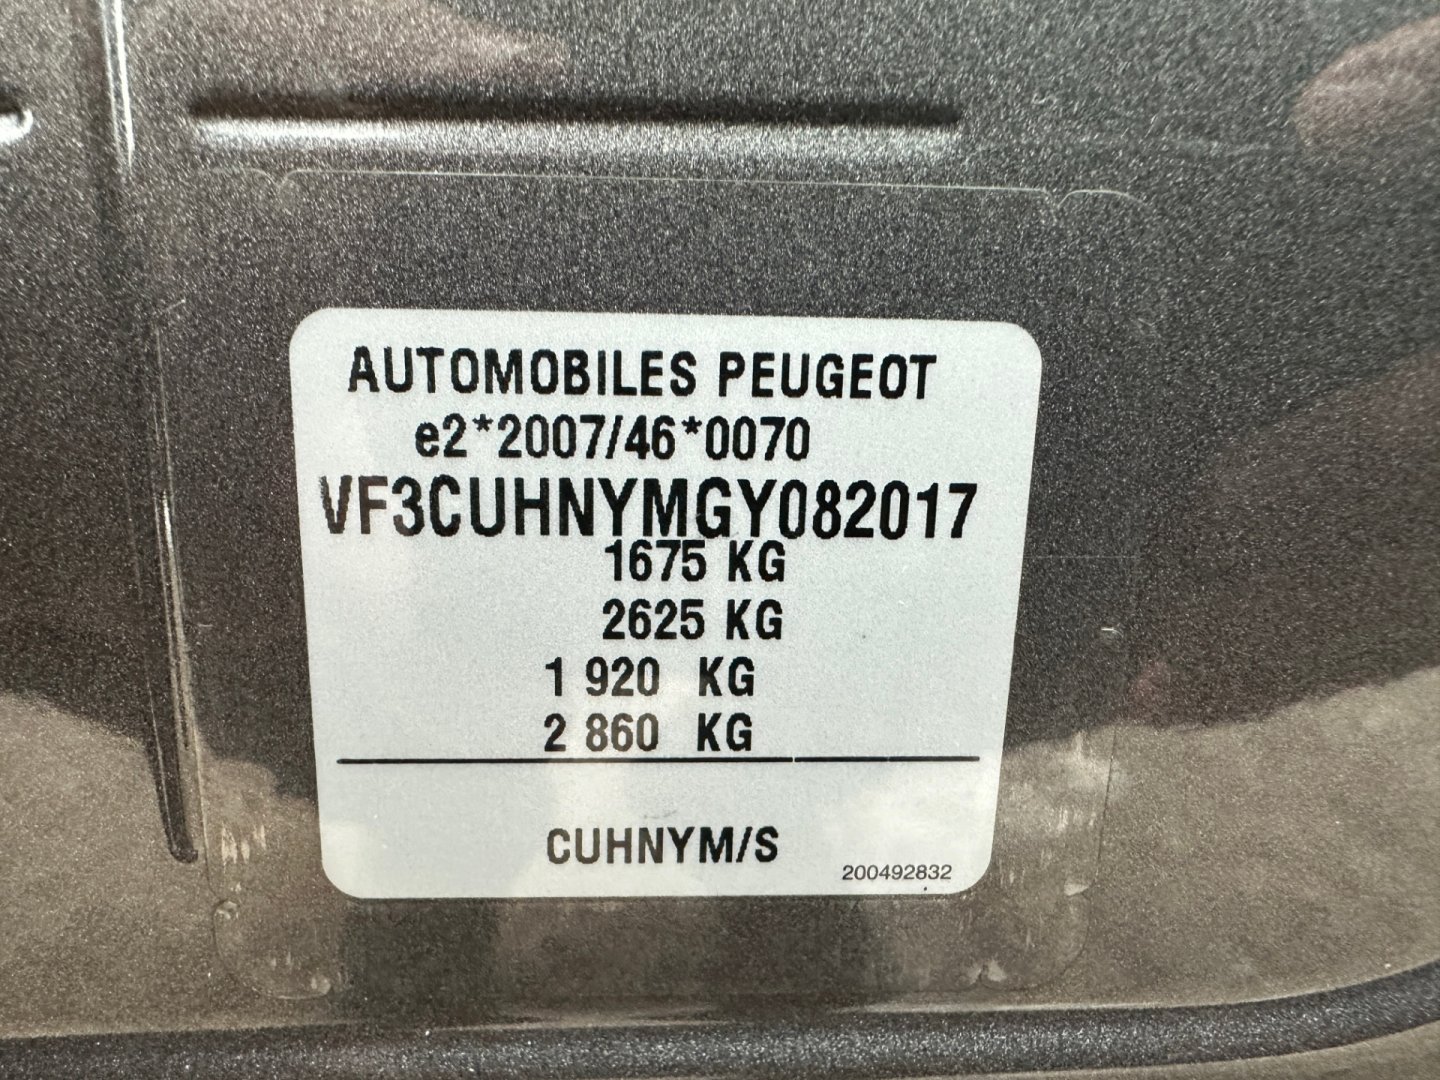 AUTOMOBILES PEUGEOT
e2*2007/46*0070
VF3CUHNYMGY082017
1675 KG
2625 KG
1 920 KG
2 860 KG
CUHNYM/S
200492832